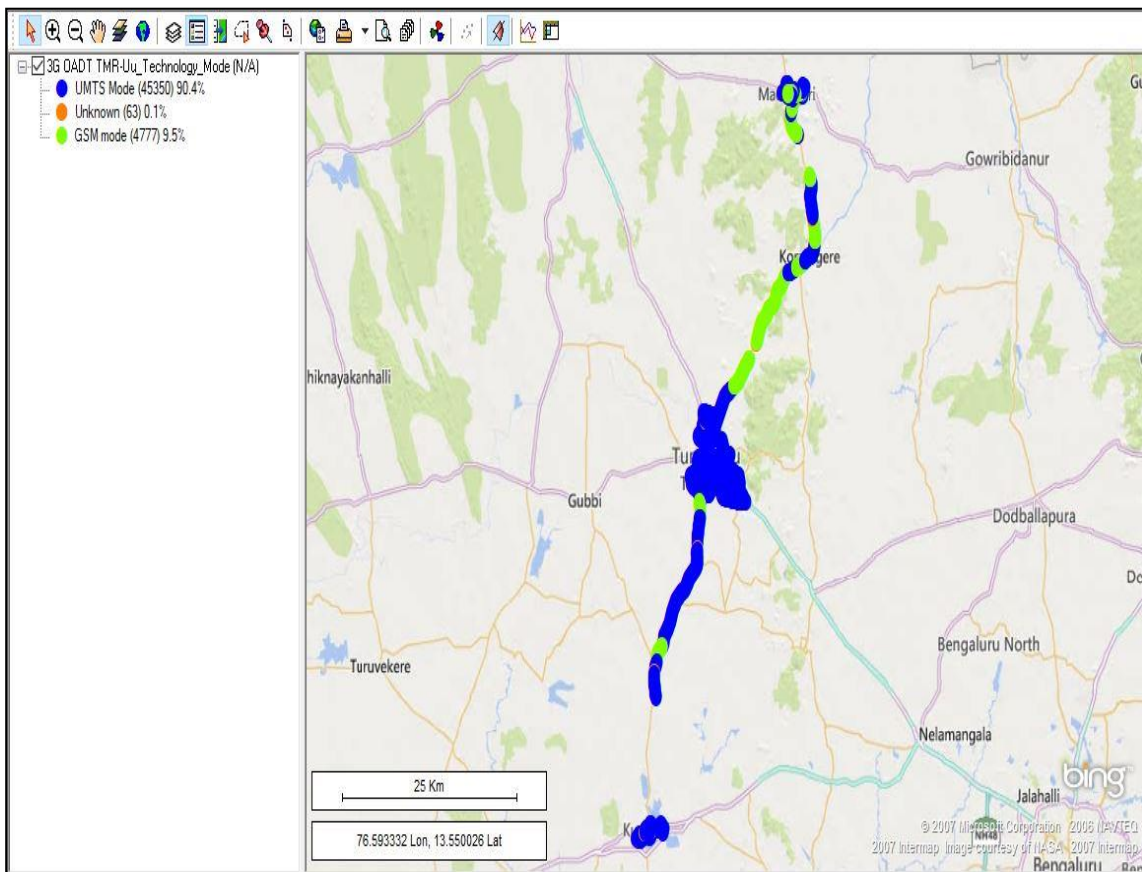 3G OADT TMR-Uu_Technology_Mode (N/A)
UMTS Mode (45350) 90.4%
Unknown (63) 0.1%
GSM mode (4777) 9.5%
Gowribidanur
hiknayakanhalli
Gubbi
Dodballapura
Do
Bengaluru North
Turuvekere
Nelamangala
bing
25 Km
Jalahalli
76.593332 Lon, 13.550026 Lat
© 2007 Microsoft Corporation 2006 NAVTEQ
NH48
2007 Intermap Image courtesy of NASA 2007 Intermap
Bengaluru